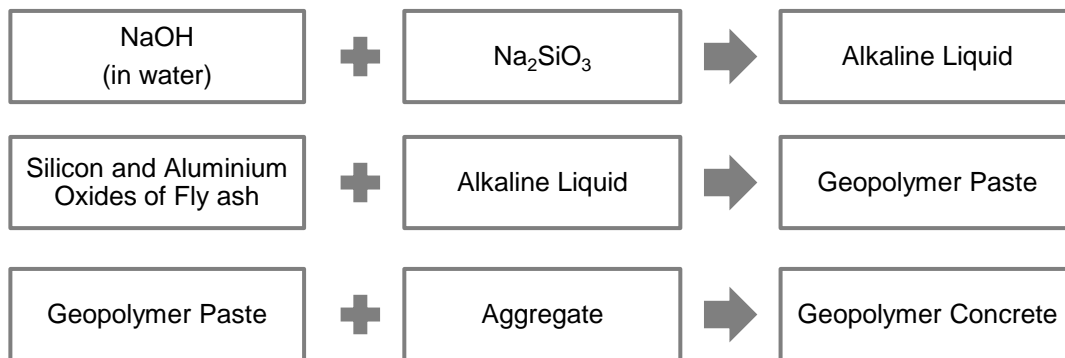 NaOH
(in water)
Na₂SiO₃
Alkaline Liquid
Silicon and Aluminium
Oxides of Fly ash
Alkaline Liquid
Geopolymer Paste
Geopolymer Paste
Aggregate
Geopolymer Concrete